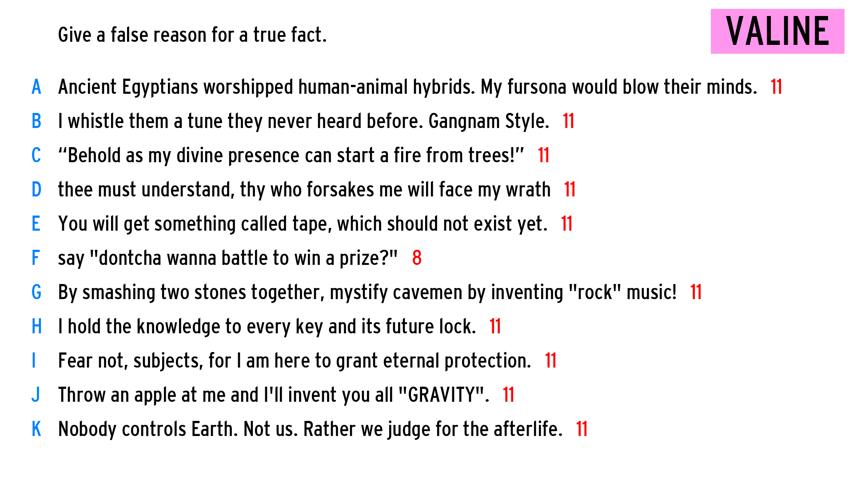 Give a false reason for a true fact.
VALINE
A Ancient Egyptians worshipped human-animal hybrids. My fursona would blow their minds. 11
B I whistle them a tune they never heard before. Gangnam Style. 11
C “Behold as my divine presence can start a fire from trees!” 11
D thee must understand, thy who forsakes me will face my wrath 11
E You will get something called tape, which should not exist yet. 11
F say "dontcha wanna battle to win a prize?" 8
G By smashing two stones together, mystify cavemen by inventing "rock" music! 11
H I hold the knowledge to every key and its future lock. 11
I Fear not, subjects, for I am here to grant eternal protection. 11
J Throw an apple at me and I'll invent you all "GRAVITY". 11
K Nobody controls Earth. Not us. Rather we judge for the afterlife. 11